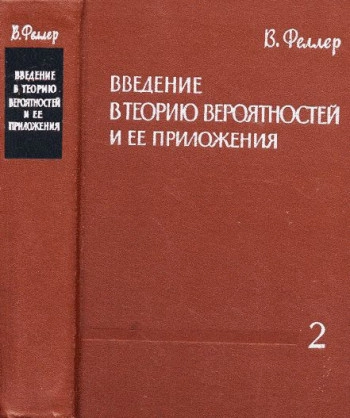 В. Феллер
ВВЕДЕНИЕ
В ТЕОРИЮ
ВЕРОЯТНОСТЕЙ
И ЕЕ
ПРИЛОЖЕНИЯ
В. Феллер
ВВЕДЕНИЕ
В ТЕОРИЮ ВЕРОЯТНОСТЕЙ
И ЕЕ ПРИЛОЖЕНИЯ
2